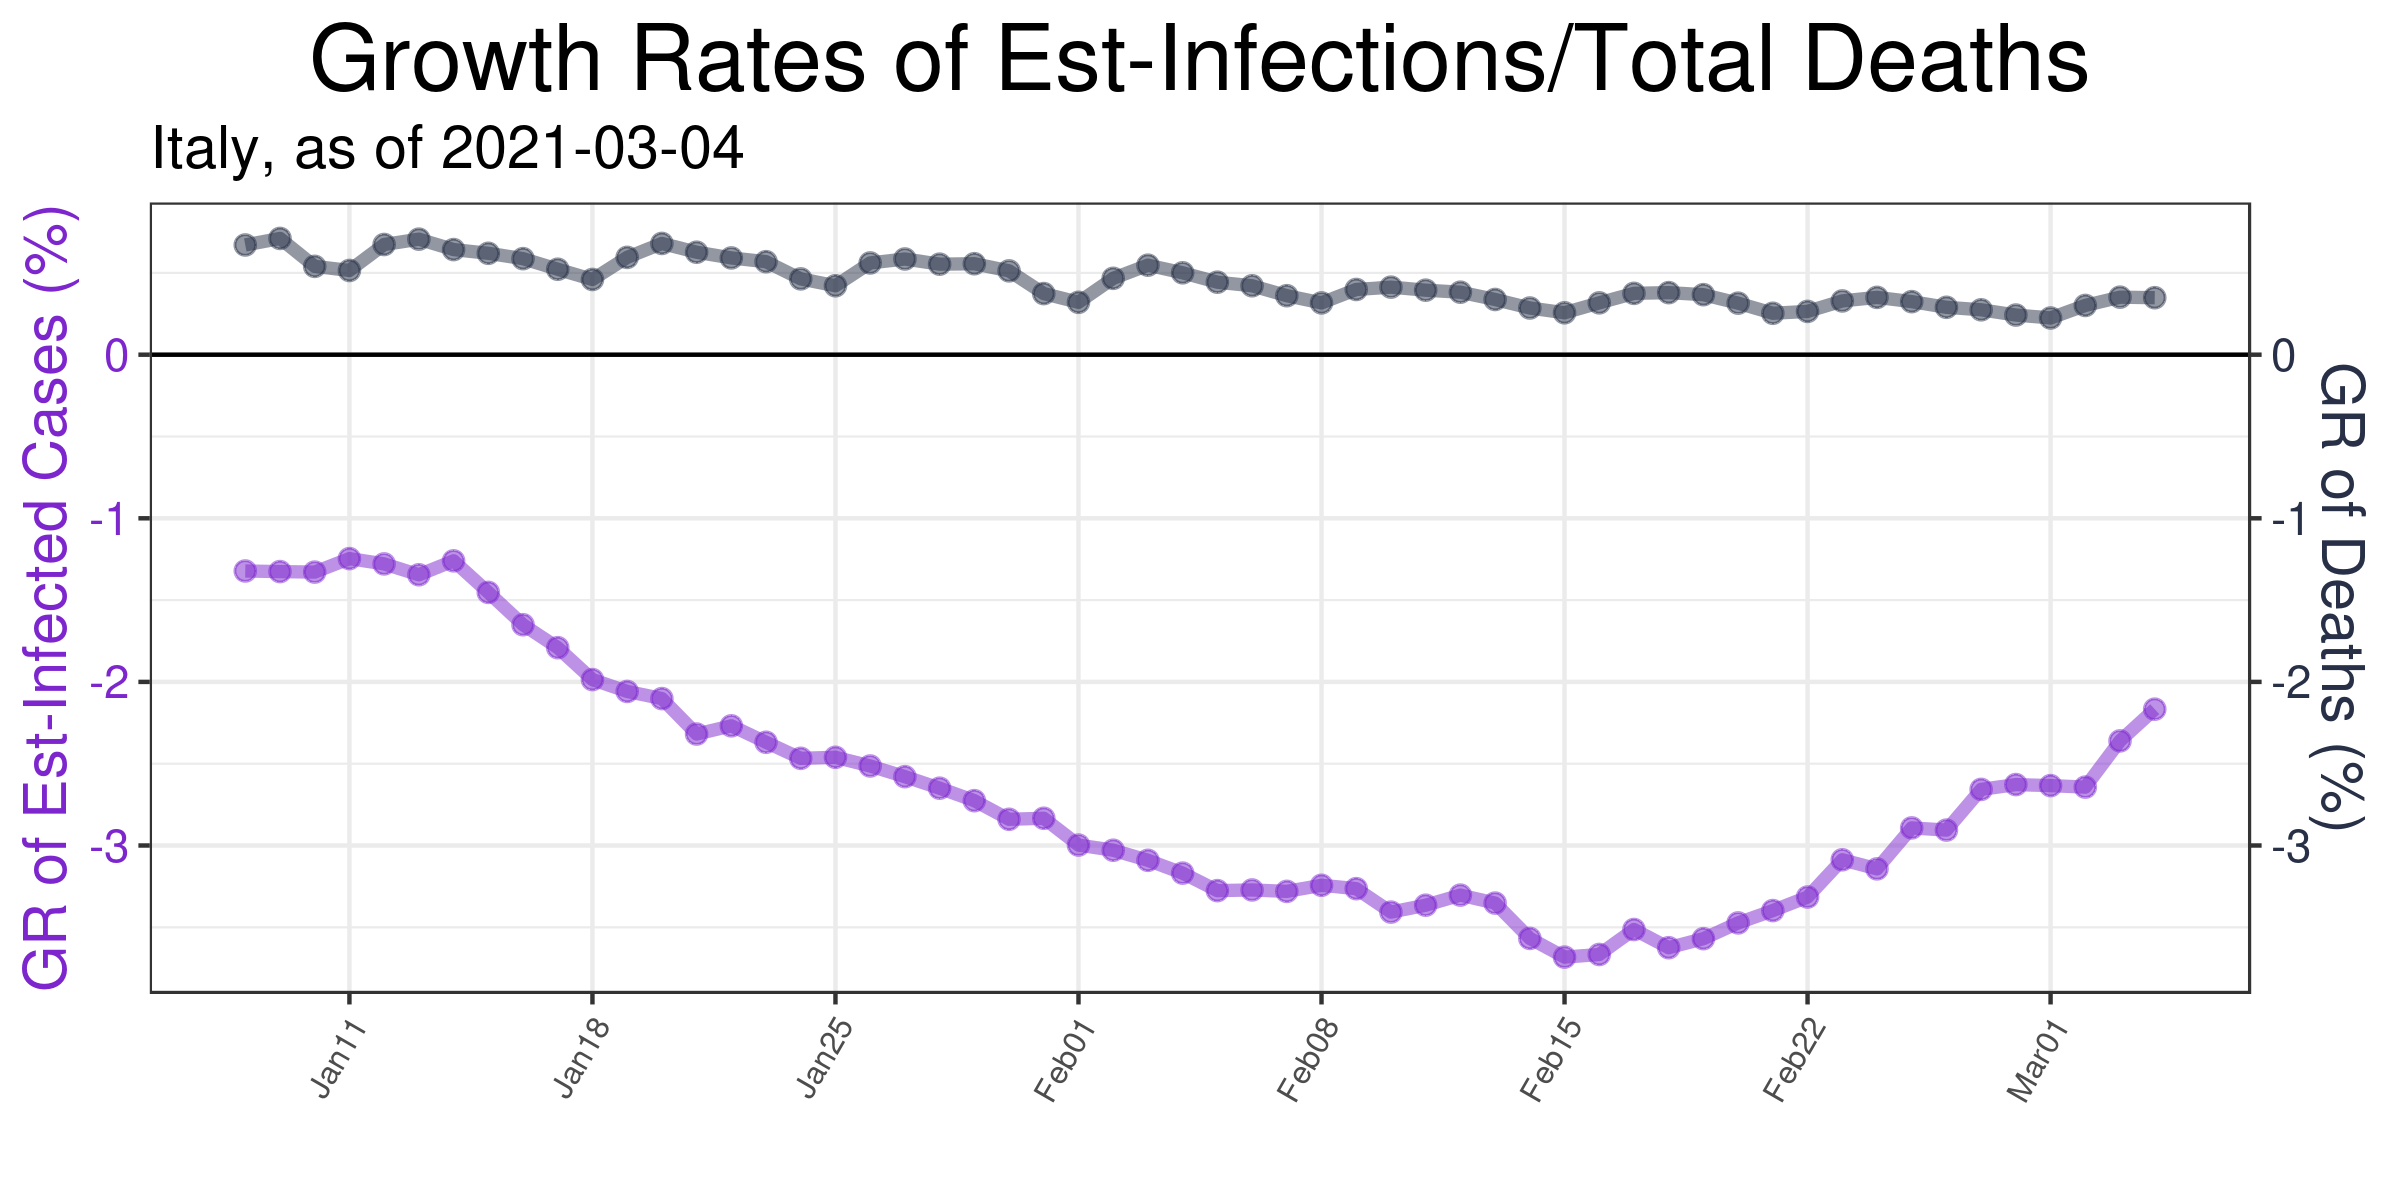 Growth Rates of Est-Infections/Total Deaths
Italy, as of 2021-03-04
GR of Est-Infected Cases (%)
0
-1
-2
-3
0
-1
-2
-3
GR of Deaths (%)
Jan11
Jan18
Jan25
Feb01
Feb08
Feb15
Feb22
Mar01